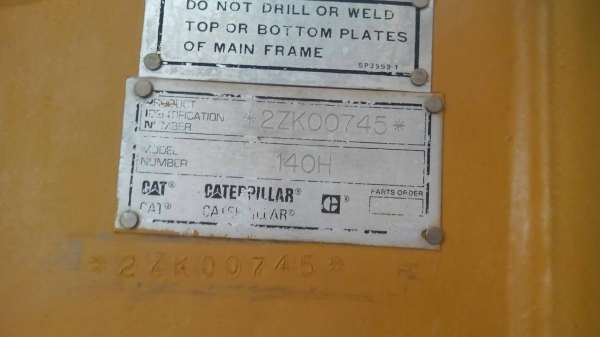 DO NOT DRILL OR WELD
TOP OR BOTTOM PLATES
OF MAIN FRAME
5P3999 1
PRODUCT
IDENTIFICATION
NUMBER
*2ZK00745*
MODEL
NUMBER
140H
CAT® CATERPILLAR® C®
PARTS ORDER
CAT® CATERPILLAR®
*2ZK00745*